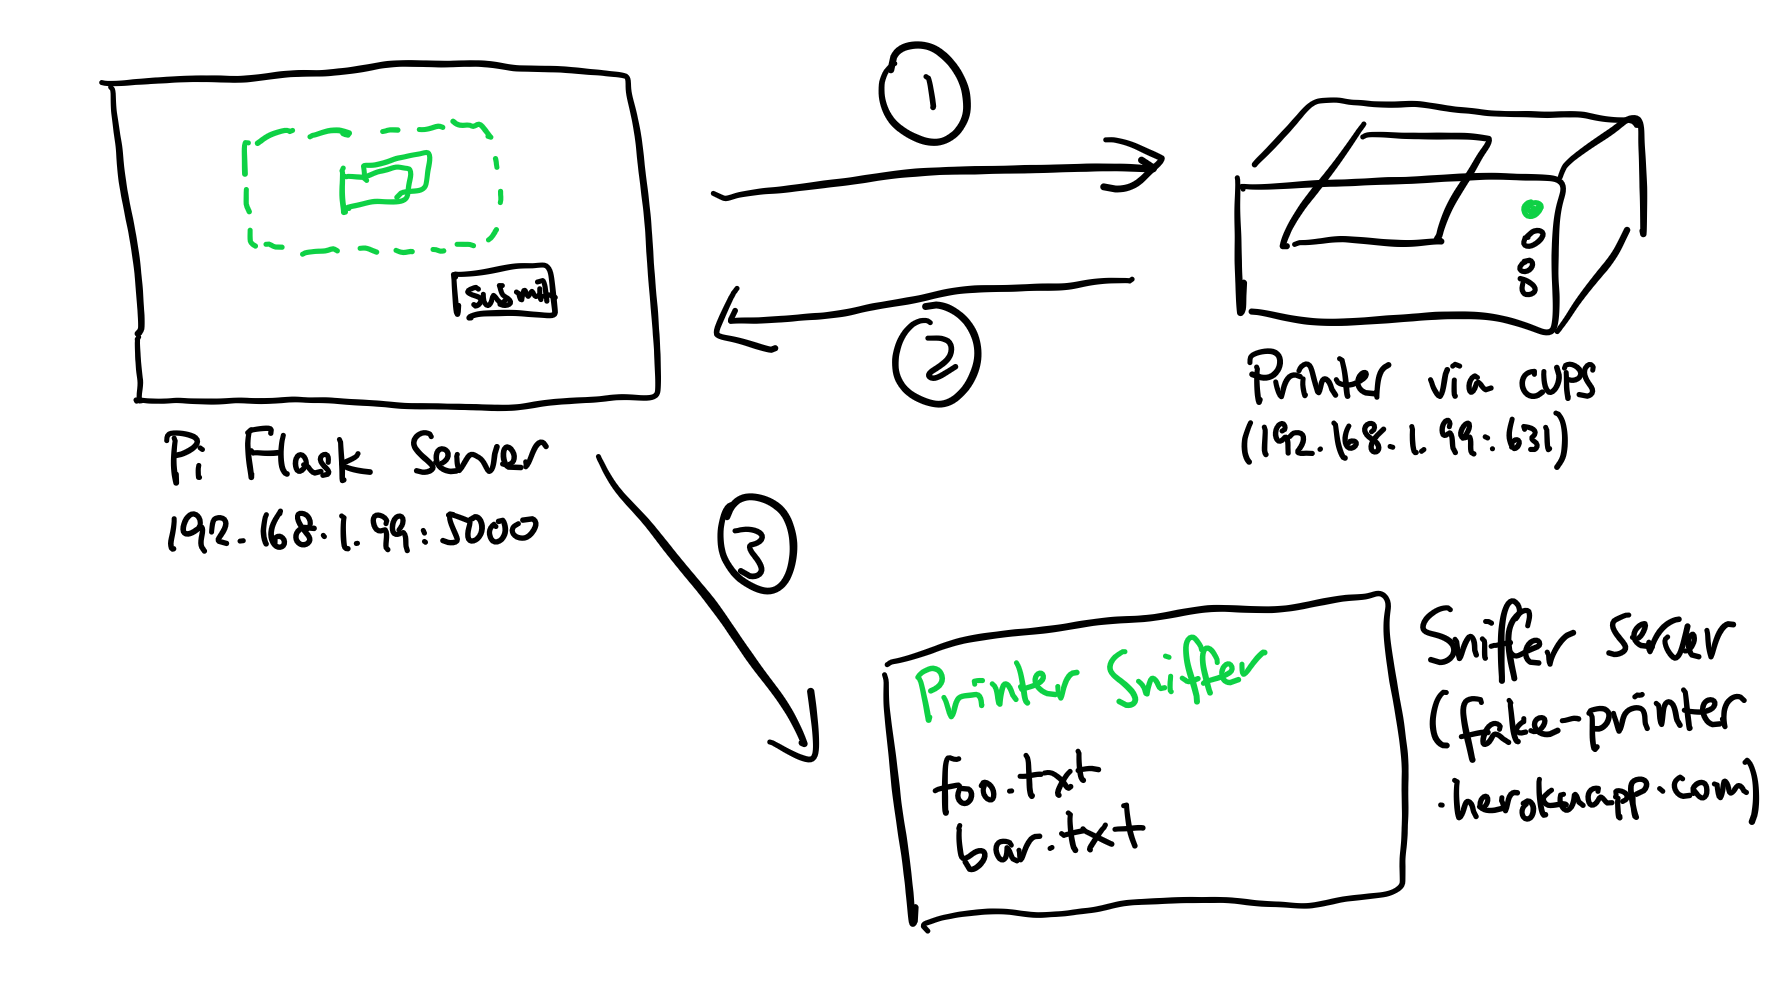 1
submit
2
Printer via CUPS
(192.168.1.99:631)
Pi Flask Server
192.168.1.99:5000
3
Printer Sniffer
foo.txt
bar.txt
Sniffer Server
(fake-printer
.herokuapp.com)